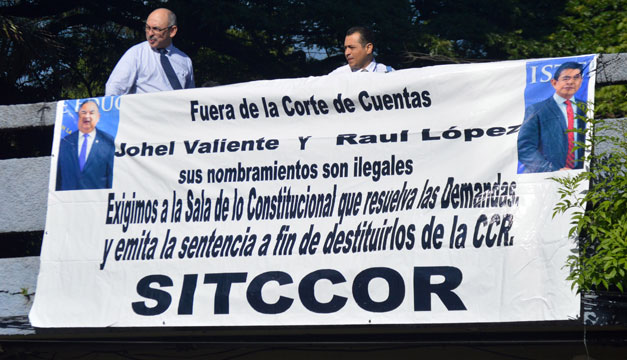 Fuera de la Corte de Cuentas
Johel Valiente Y Raul López
sus nombramientos son ilegales
Exigimos a la Sala de lo Constitucional que resuelva las Demandas,
y emita la sentencia a fin de destituirlos de la CCR.
SITCCOR